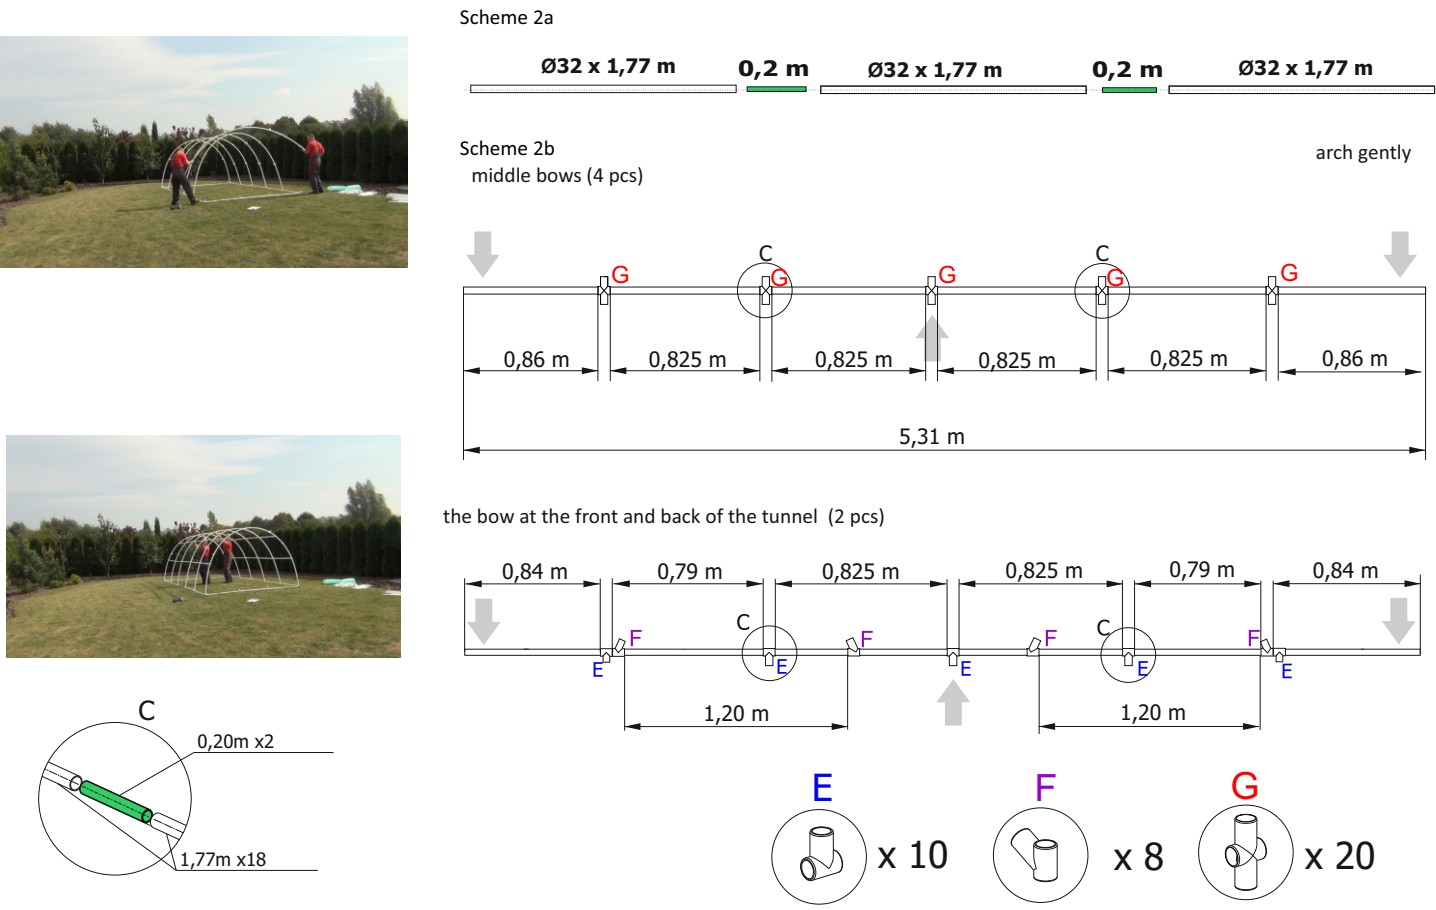 Scheme 2a
Ø32 x 1,77 m 0,2 m Ø32 x 1,77 m 0,2 m Ø32 x 1,77 m
Scheme 2b
middle bows (4 pcs)
arch gently
C C
G G G G G
0,86 m 0,825 m 0,825 m 0,825 m 0,825 m 0,86 m
5,31 m
the bow at the front and back of the tunnel (2 pcs)
0,84 m 0,79 m 0,825 m 0,825 m 0,79 m 0,84 m
C C
F F F F
E E E E E
1,20 m 1,20 m
C
0,20m x2
1,77m x18
E F G
x 10 x 8 x 20